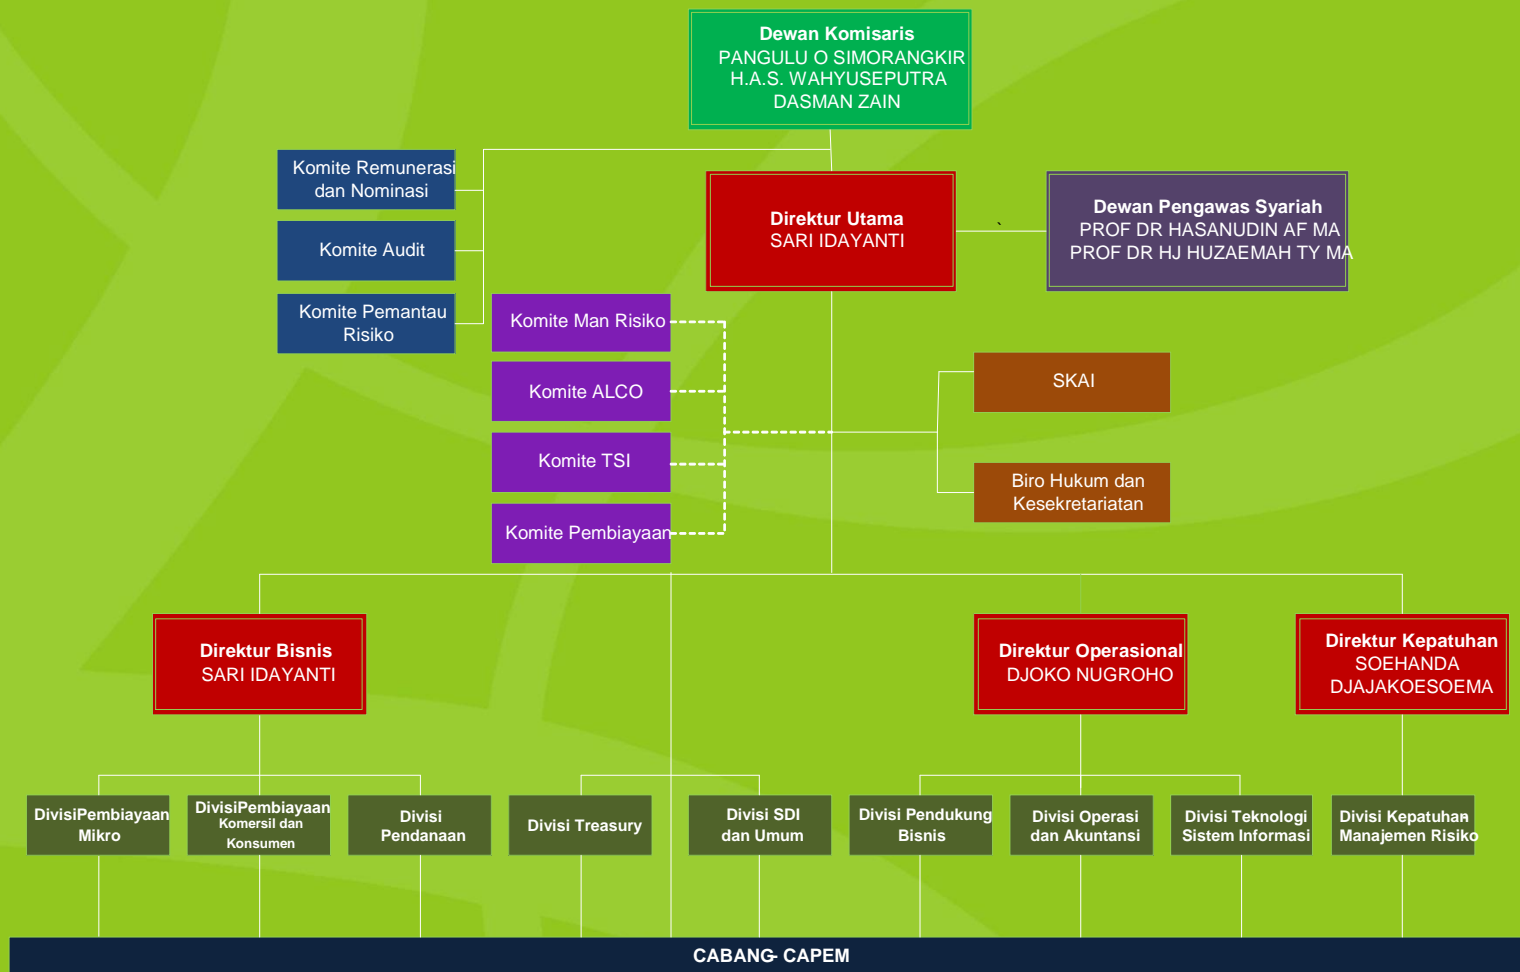 Dewan Komisaris
PANGULU O SIMORANGKIR
H.A.S. WAHYUSEPUTRA
DASMAN ZAIN
Komite Remunerasi
dan Nominasi
Komite Audit
Komite Pemantau
Risiko
Direktur Utama
SARI IDAYANTI
`
Dewan Pengawas Syariah
PROF DR HASANUDIN AF MA
PROF DR HJ HUZAEMAH TY MA
Komite Man Risiko
Komite ALCO
Komite TSI
Komite Pembiayaan
SKAI
Biro Hukum dan
Kesekretariatan
Direktur Bisnis
SARI IDAYANTI
Direktur Operasional
DJOKO NUGROHO
Direktur Kepatuhan
SOEHANDA
DJAJAKOESOEMA
DivisiPembiayaan
Mikro
DivisiPembiayaan
Komersil dan
Konsumen
Divisi
Pendanaan
Divisi Treasury
Divisi SDI
dan Umum
Divisi Pendukung
Bisnis
Divisi Operasi
dan Akuntansi
Divisi Teknologi
Sistem Informasi
Divisi Kepatuhan-
Manajemen Risiko
CABANG- CAPEM